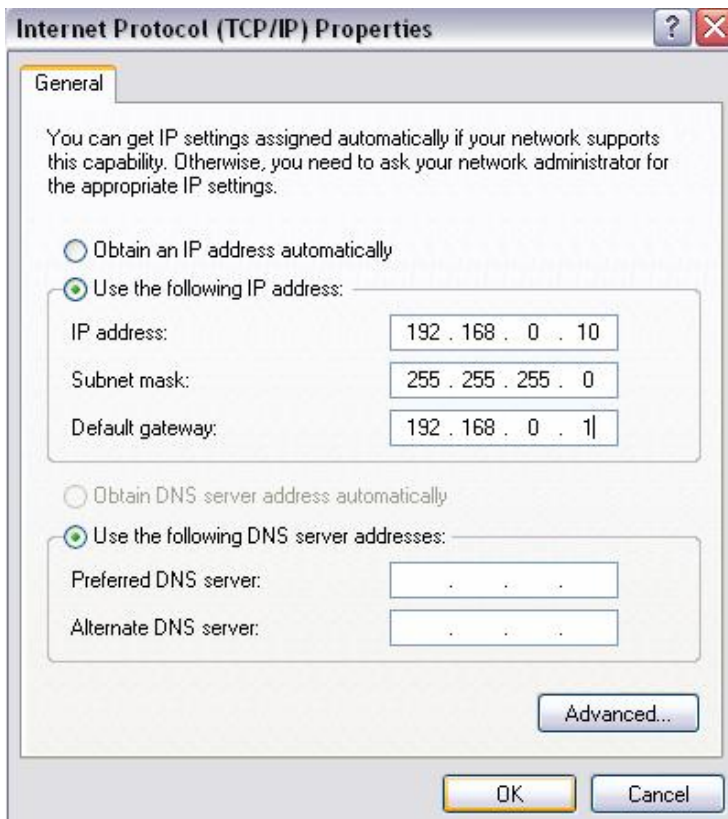 Internet Protocol (TCP/IP) Properties
General
You can get IP settings assigned automatically if your network supports
this capability. Otherwise, you need to ask your network administrator for
the appropriate IP settings.
Obtain an IP address automatically
Use the following IP address:
IP address: 192 . 168 . 0 . 10
Subnet mask: 255 . 255 . 255 . 0
Default gateway: 192 . 168 . 0 . 1
Obtain DNS server address automatically
Use the following DNS server addresses:
Preferred DNS server: . . .
Alternate DNS server: . . .
Advanced...
OK Cancel